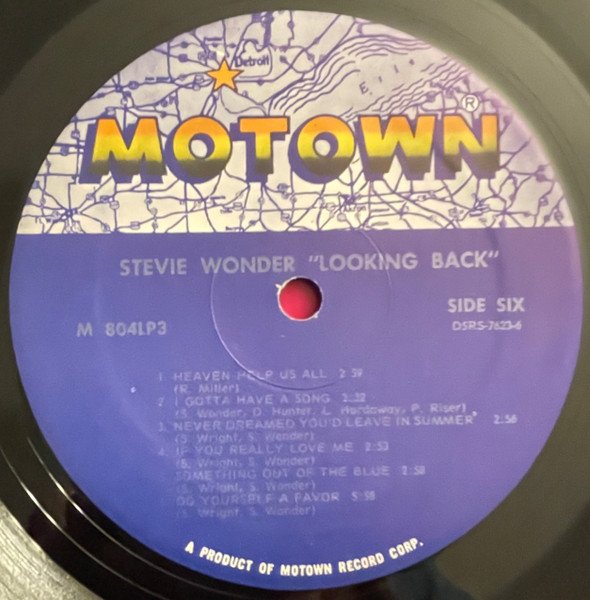 Detroit
Erie
MOTOWN®
STEVIE WONDER "LOOKING BACK"
SIDE SIX
M 804LP3
DSRS-7623-6
1. HEAVEN HELP US ALL 2:59
(R. Miller)
2. I GOTTA HAVE A SONG 2:32
(S. Wonder, D. Hunter, L. Hardaway, P. Riser)
3. NEVER DREAMED YOU'D LEAVE IN SUMMER 2:56
(S. Wright, S. Wonder)
4. IF YOU REALLY LOVE ME 2:53
(S. Wright, S. Wonder)
SOMETHING OUT OF THE BLUE 2:58
(S. Wright, S. Wonder)
DO YOURSELF A FAVOR 5:58
(S. Wright, S. Wonder)
A PRODUCT OF MOTOWN RECORD CORP.